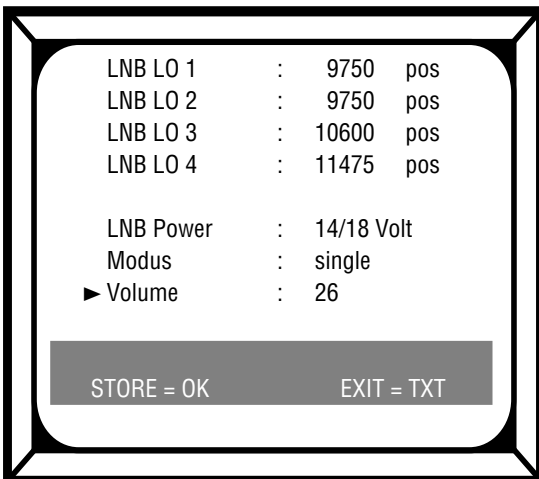 LNB LO 1 : 9750 pos
LNB LO 2 : 9750 pos
LNB LO 3 : 10600 pos
LNB LO 4 : 11475 pos
LNB Power : 14/18 Volt
Modus : single
► Volume : 26
STORE = OK EXIT = TXT